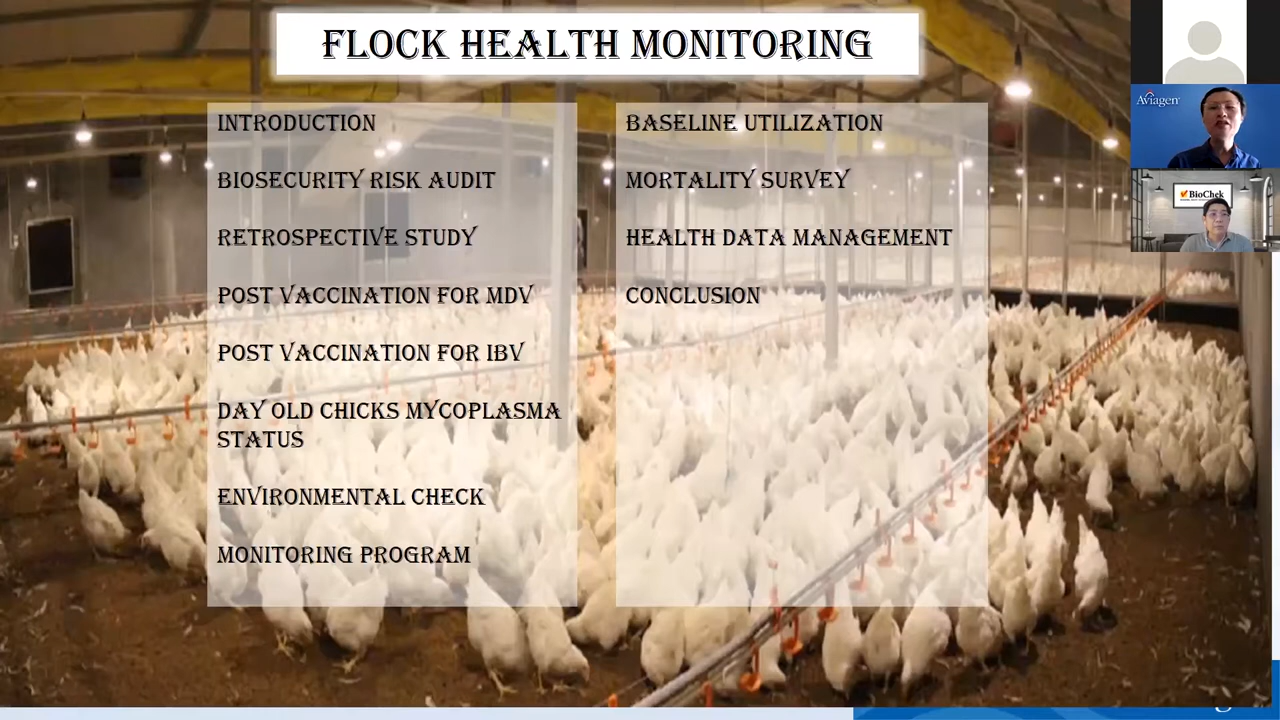 FLOCK HEALTH MONITORING
INTRODUCTION
BIOSECURITY RISK AUDIT
RETROSPECTIVE STUDY
POST VACCINATION FOR MDV
POST VACCINATION FOR IBV
DAY OLD CHICKS MYCOPLASMA
STATUS
ENVIRONMENTAL CHECK
MONITORING PROGRAM
BASELINE UTILIZATION
MORTALITY SURVEY
HEALTH DATA MANAGEMENT
CONCLUSION
Aviagen
BioChek